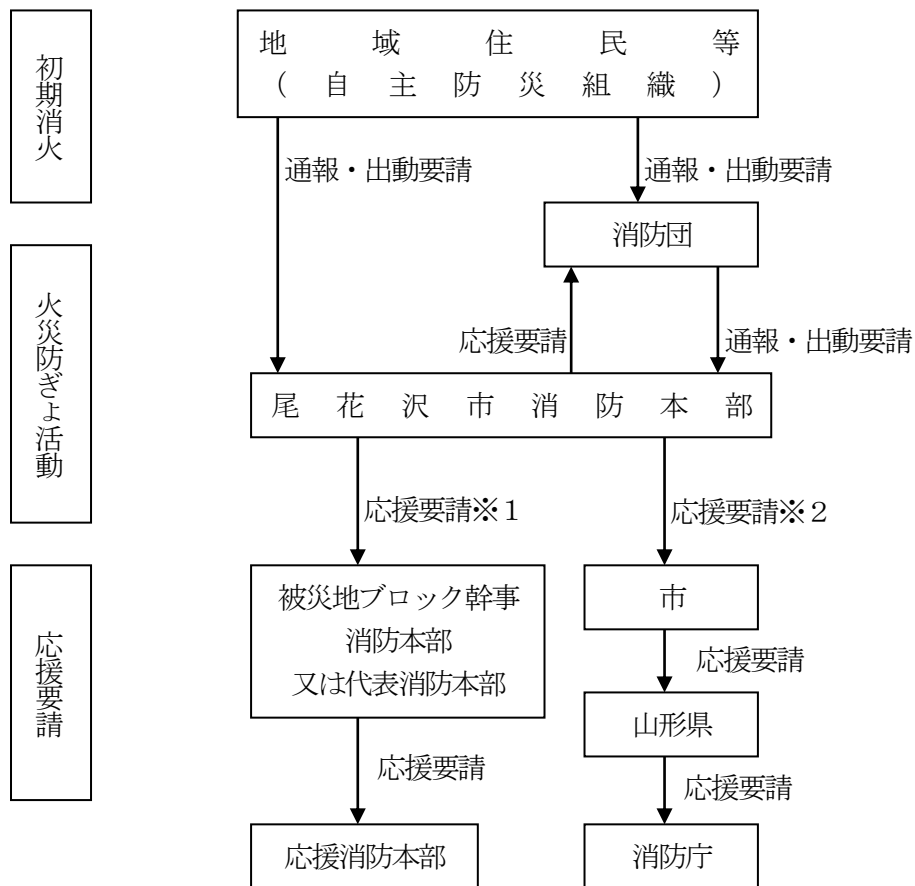 初期消火
地域住民等
（自主防災組織）
通報・出動要請
通報・出動要請
消防団
火災防ぎょ活動
応援要請
通報・出動要請
尾花沢市消防本部
応援要請※１
応援要請※２
応援要請
被災地ブロック幹事
消防本部
又は代表消防本部
市
応援要請
山形県
応援要請
応援要請
応援消防本部
消防庁